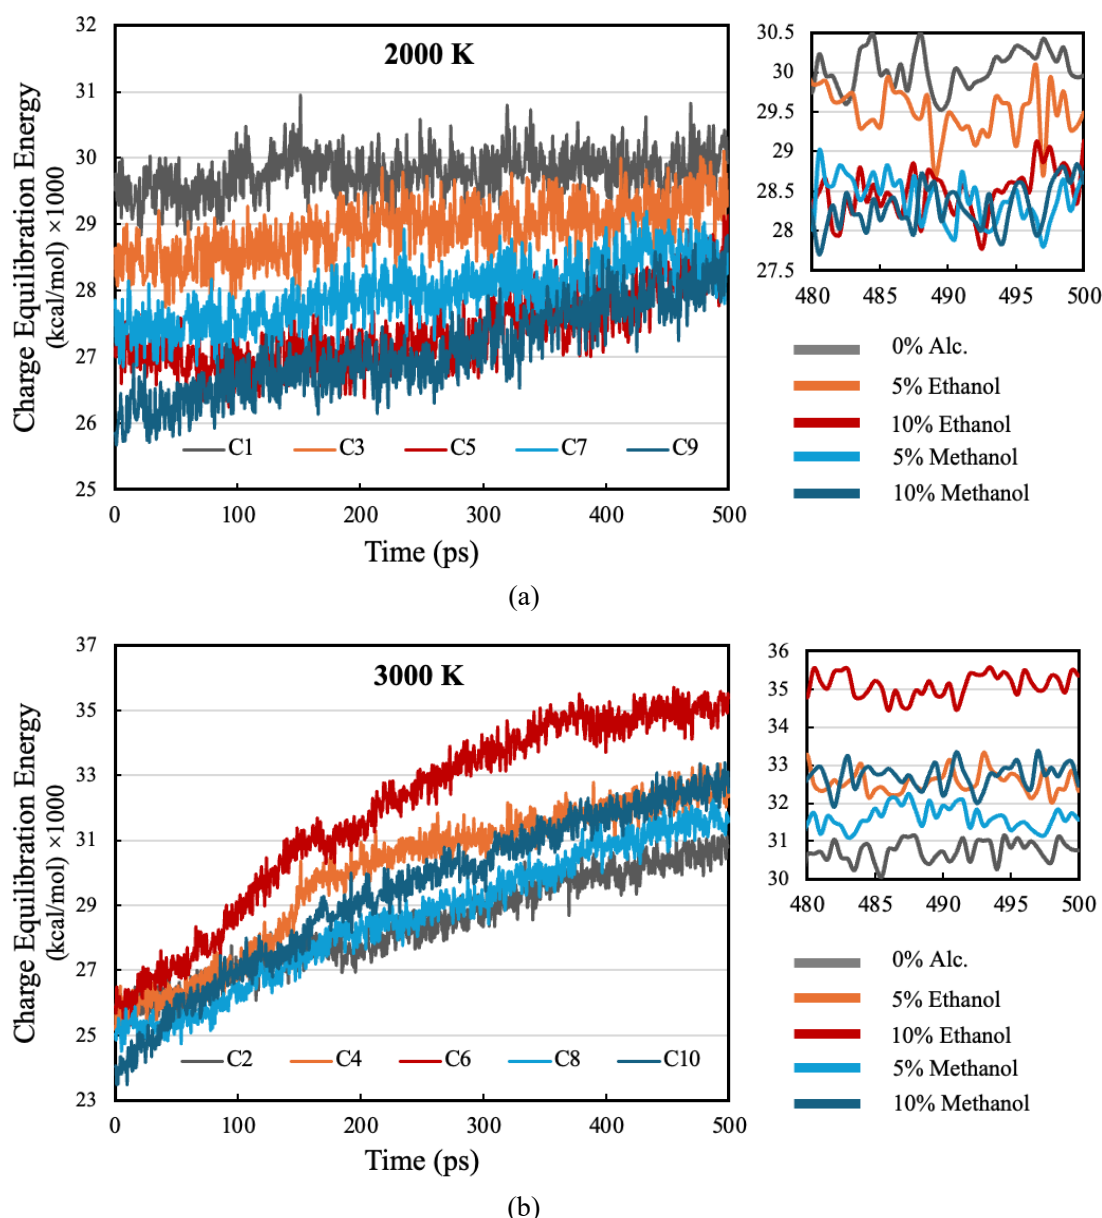 2000 K
Charge Equilibration Energy
(kcal/mol) ×1000
32
31
30
29
28
27
26
25
C1 C3 C5 C7 C9
0 100 200 300 400 500
Time (ps)
30.5
30
29.5
29
28.5
28
27.5
480 485 490 495 500
0% Alc.
5% Ethanol
10% Ethanol
5% Methanol
10% Methanol
(a)
3000 K
Charge Equilibration Energy
(kcal/mol) ×1000
37
35
33
31
29
27
25
23
C2 C4 C6 C8 C10
0 100 200 300 400 500
Time (ps)
36
35
33
32
31
30
480 485 490 495 500
0% Alc.
5% Ethanol
10% Ethanol
5% Methanol
10% Methanol
(b)